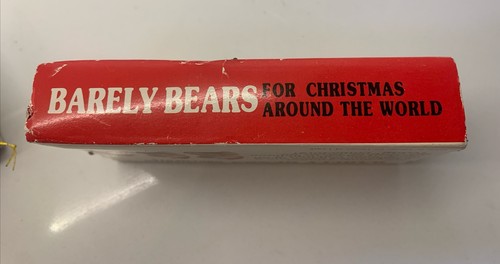 BARELY BEARS
FOR CHRISTMAS
AROUND THE WORLD